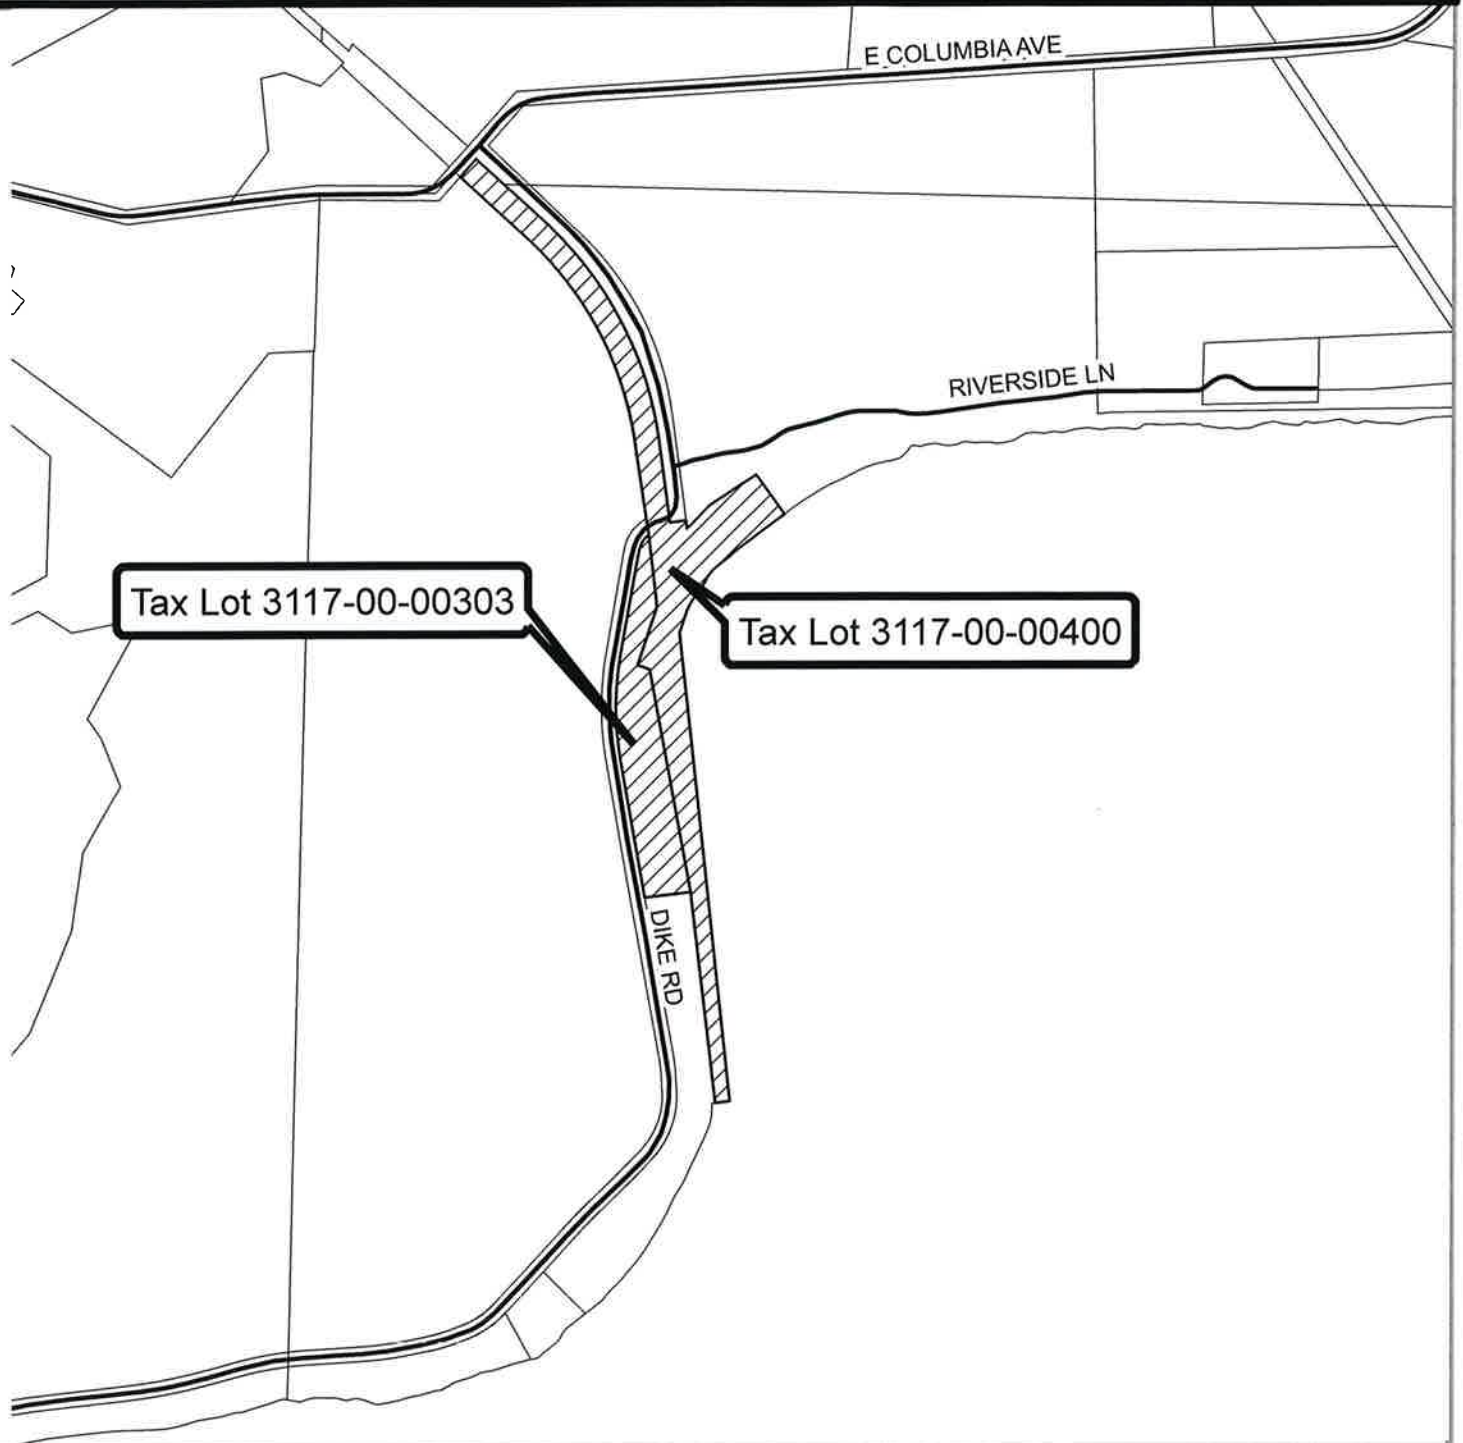 E COLUMBIA AVE
RIVERSIDE LN
Tax Lot 3117-00-00303
Tax Lot 3117-00-00400
DIKE RD